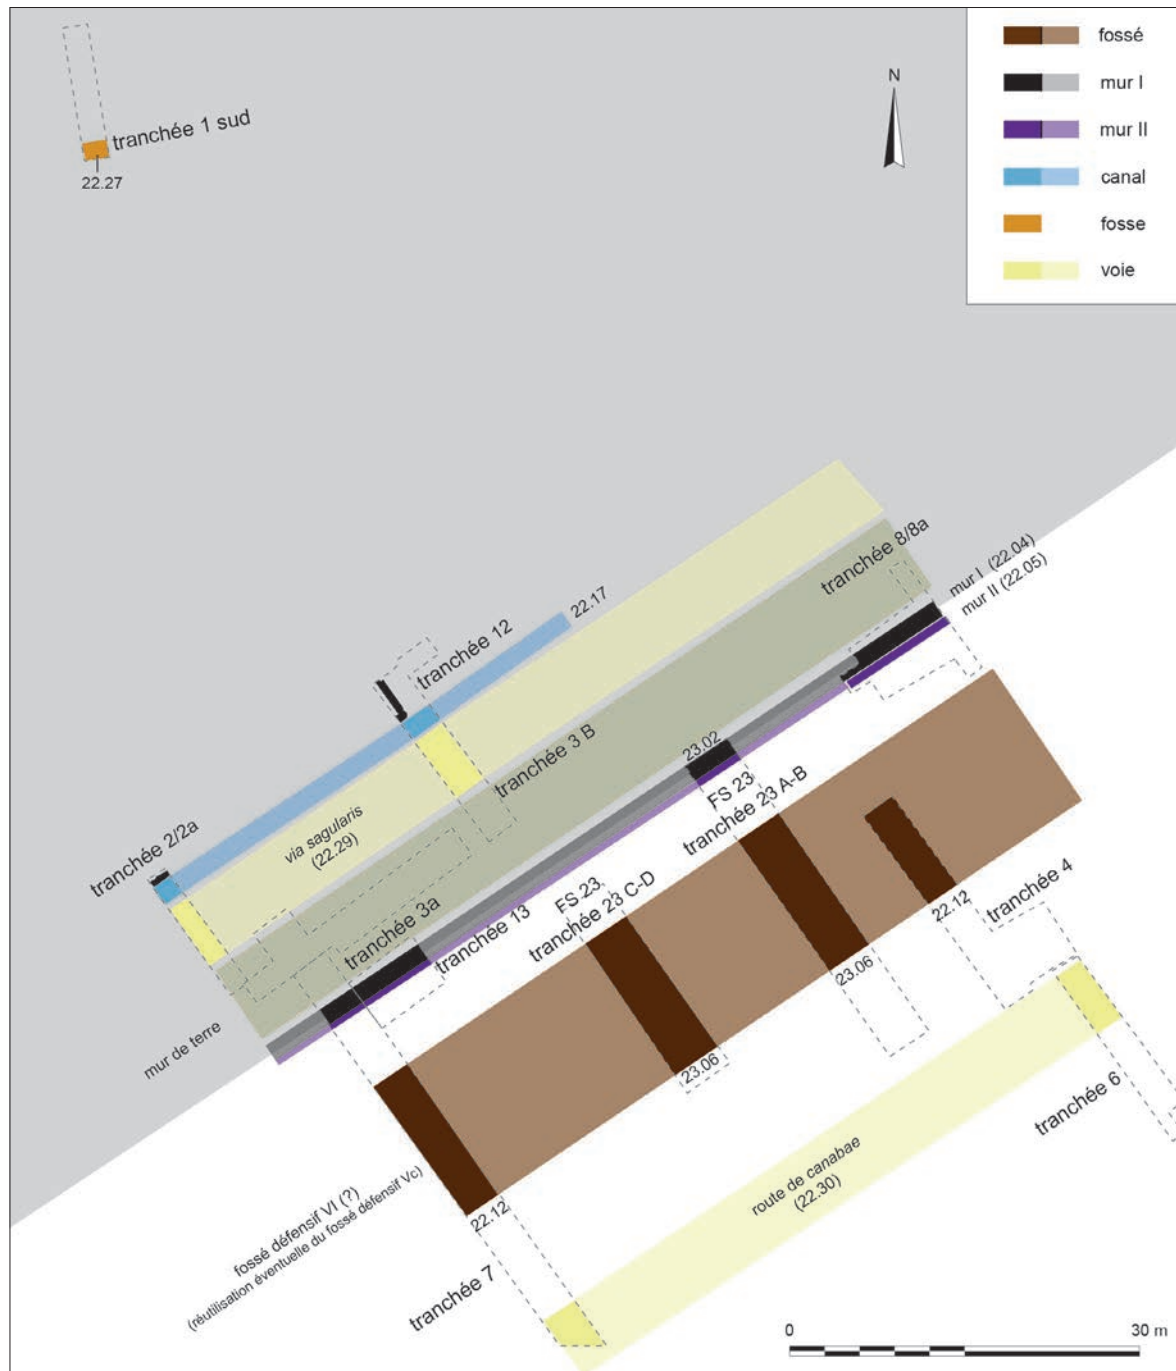 fossé
mur I
mur II
canal
fosse
voie
N
tranchée 1 sud
22.27
tranchée 8/8a
mur I (22.04)
mur II (22.05)
22.17
tranchée 12
tranchée 3 B
23.02
FS 23
tranchée 23 A-B
tranchée 2/2a
via sagularis
(22.29)
tranchée 3a
tranchée 13
FS 23
tranchée 23 C-D
22.12
tranchée 4
23.06
mur de terre
23.06
tranchée 6
route de canabae
(22.30)
fossé défensif VI (?)
(réutilisation éventuelle du fossé défensif Vc)
22.12
tranchée 7
0 30 m